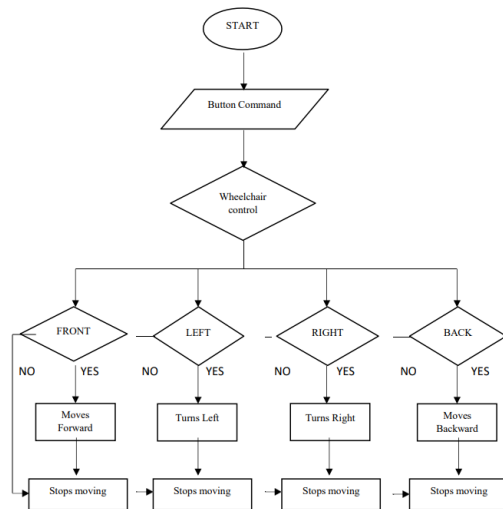 START
Button Command
Wheelchair
control
FRONT
LEFT
RIGHT
BACK
NO
YES
NO
YES
NO
YES
NO
YES
Moves
Forward
Turns Left
Turns Right
Moves
Backward
Stops moving
Stops moving
Stops moving
Stops moving